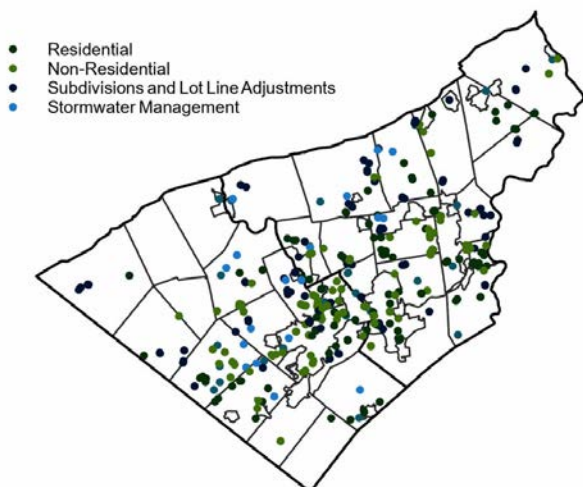 Residential
Non-Residential
Subdivisions and Lot Line Adjustments
Stormwater Management